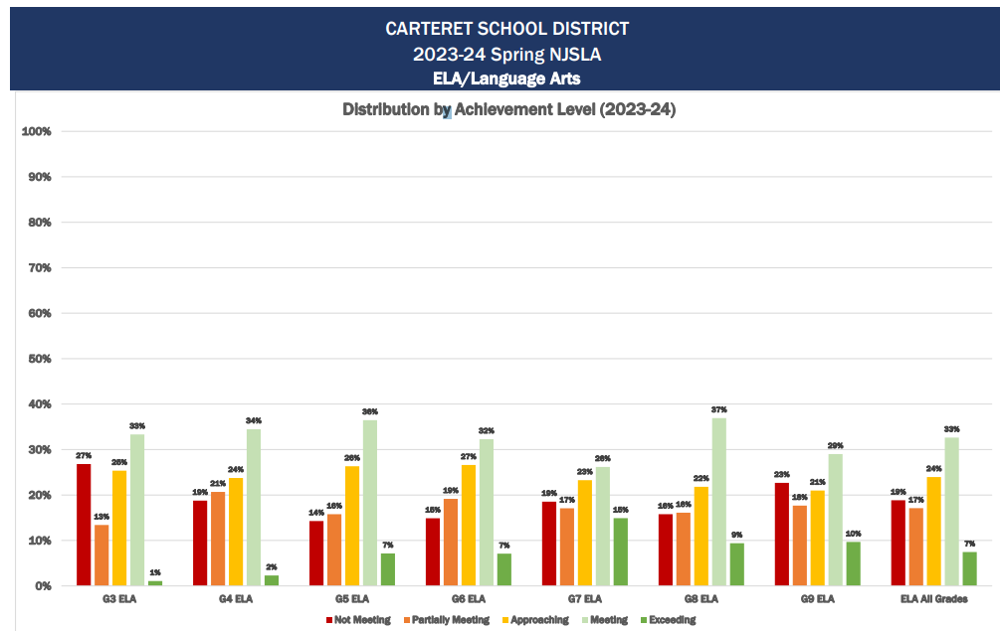 CARTERET SCHOOL DISTRICT
2023-24 Spring NJSLA
ELA/Language Arts
Distribution by Achievement Level (2023-24)
100%
90%
80%
70%
60%
50%
40%
30%
20%
10%
0%
27% 13% 25% 33% 1%
19% 21% 24% 34% 2%
14% 16% 26% 36% 7%
15% 19% 27% 32% 7%
19% 17% 23% 26% 15%
16% 16% 22% 37% 9%
23% 18% 21% 29% 10%
19% 17% 24% 33% 7%
G3 ELA G4 ELA G5 ELA G6 ELA G7 ELA G8 ELA G9 ELA ELA All Grades
Not Meeting Partially Meeting Approaching Meeting Exceeding